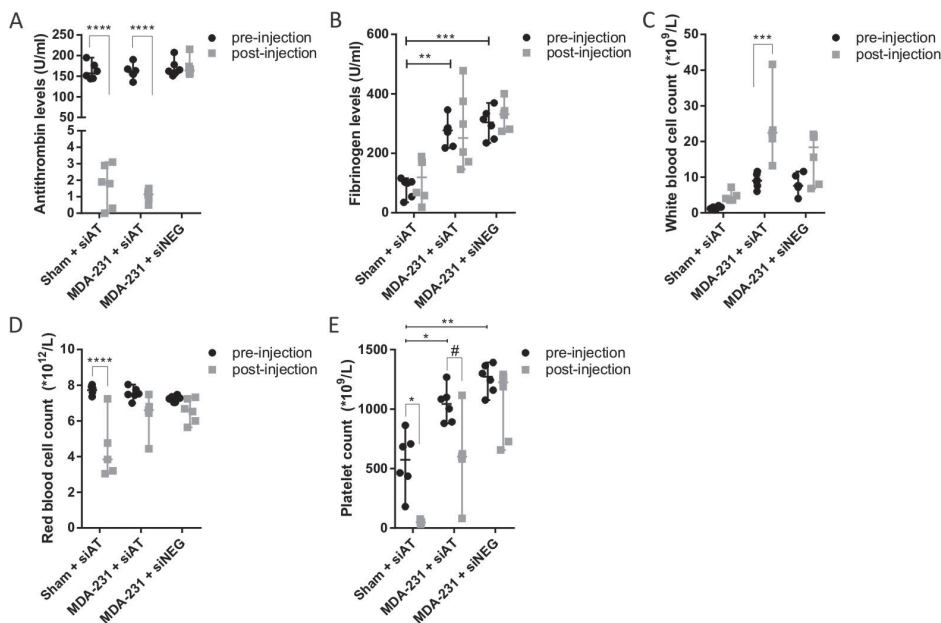 A
Antithrombin levels (U/ml)
250
200
150
100
50
5
4
3
2
1
0
****
****
pre-injection
post-injection
Sham + siAT
MDA-231 + siAT
MDA-231 + siNEG
B
Fibrinogen levels (U/ml)
600
400
200
0
***
**
pre-injection
post-injection
Sham + siAT
MDA-231 + siAT
MDA-231 + siNEG
C
White blood cell count (*10⁹/L)
50
40
30
20
10
0
***
pre-injection
post-injection
Sham + siAT
MDA-231 + siAT
MDA-231 + siNEG
D
Red blood cell count (*10¹²/L)
10
8
6
4
2
0
****
pre-injection
post-injection
Sham + siAT
MDA-231 + siAT
MDA-231 + siNEG
E
Platelet count (*10⁹/L)
1500
1000
500
0
**
*
#
*
pre-injection
post-injection
Sham + siAT
MDA-231 + siAT
MDA-231 + siNEG